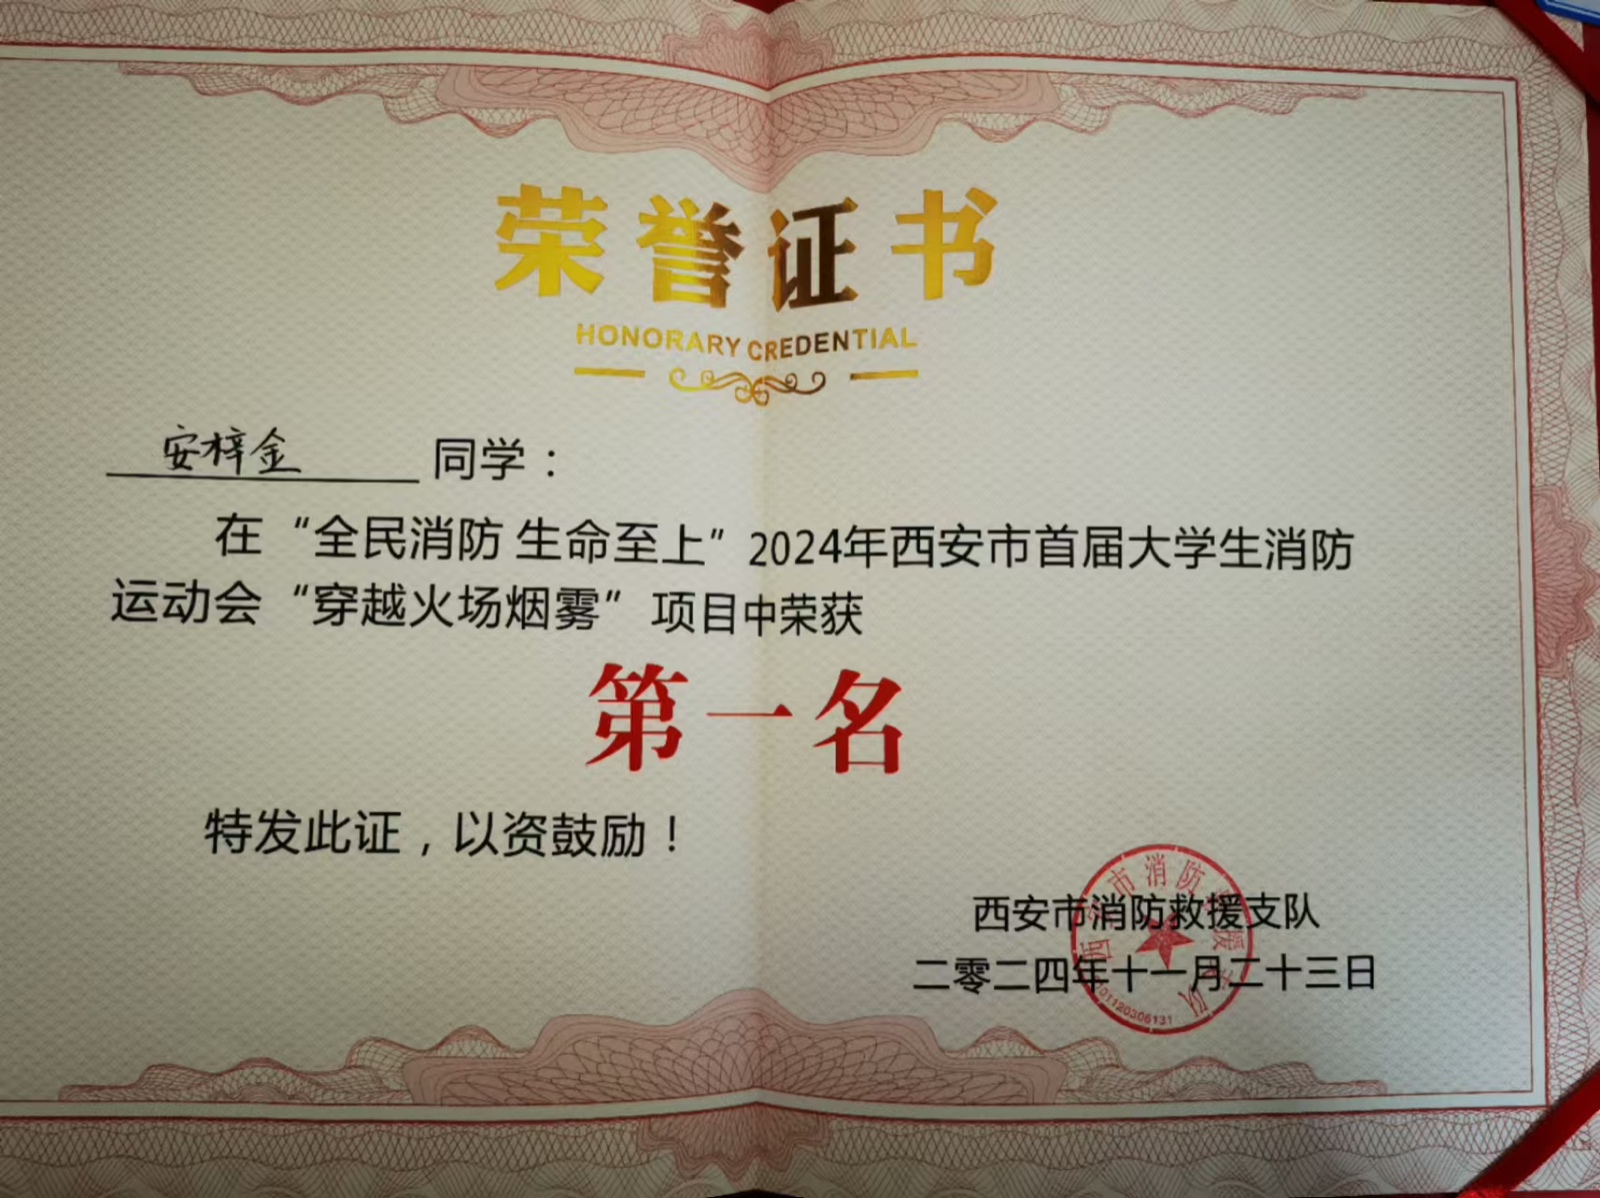 荣誉证书
HONORARY CREDENTIAL
安梓金 同学：
在“全民消防 生命至上”2024年西安市首届大学生消防
运动会“穿越火场烟雾”项目中荣获
第一名
特发此证，以资鼓励！
西安市消防救援支队
二零二四年十一月二十三日